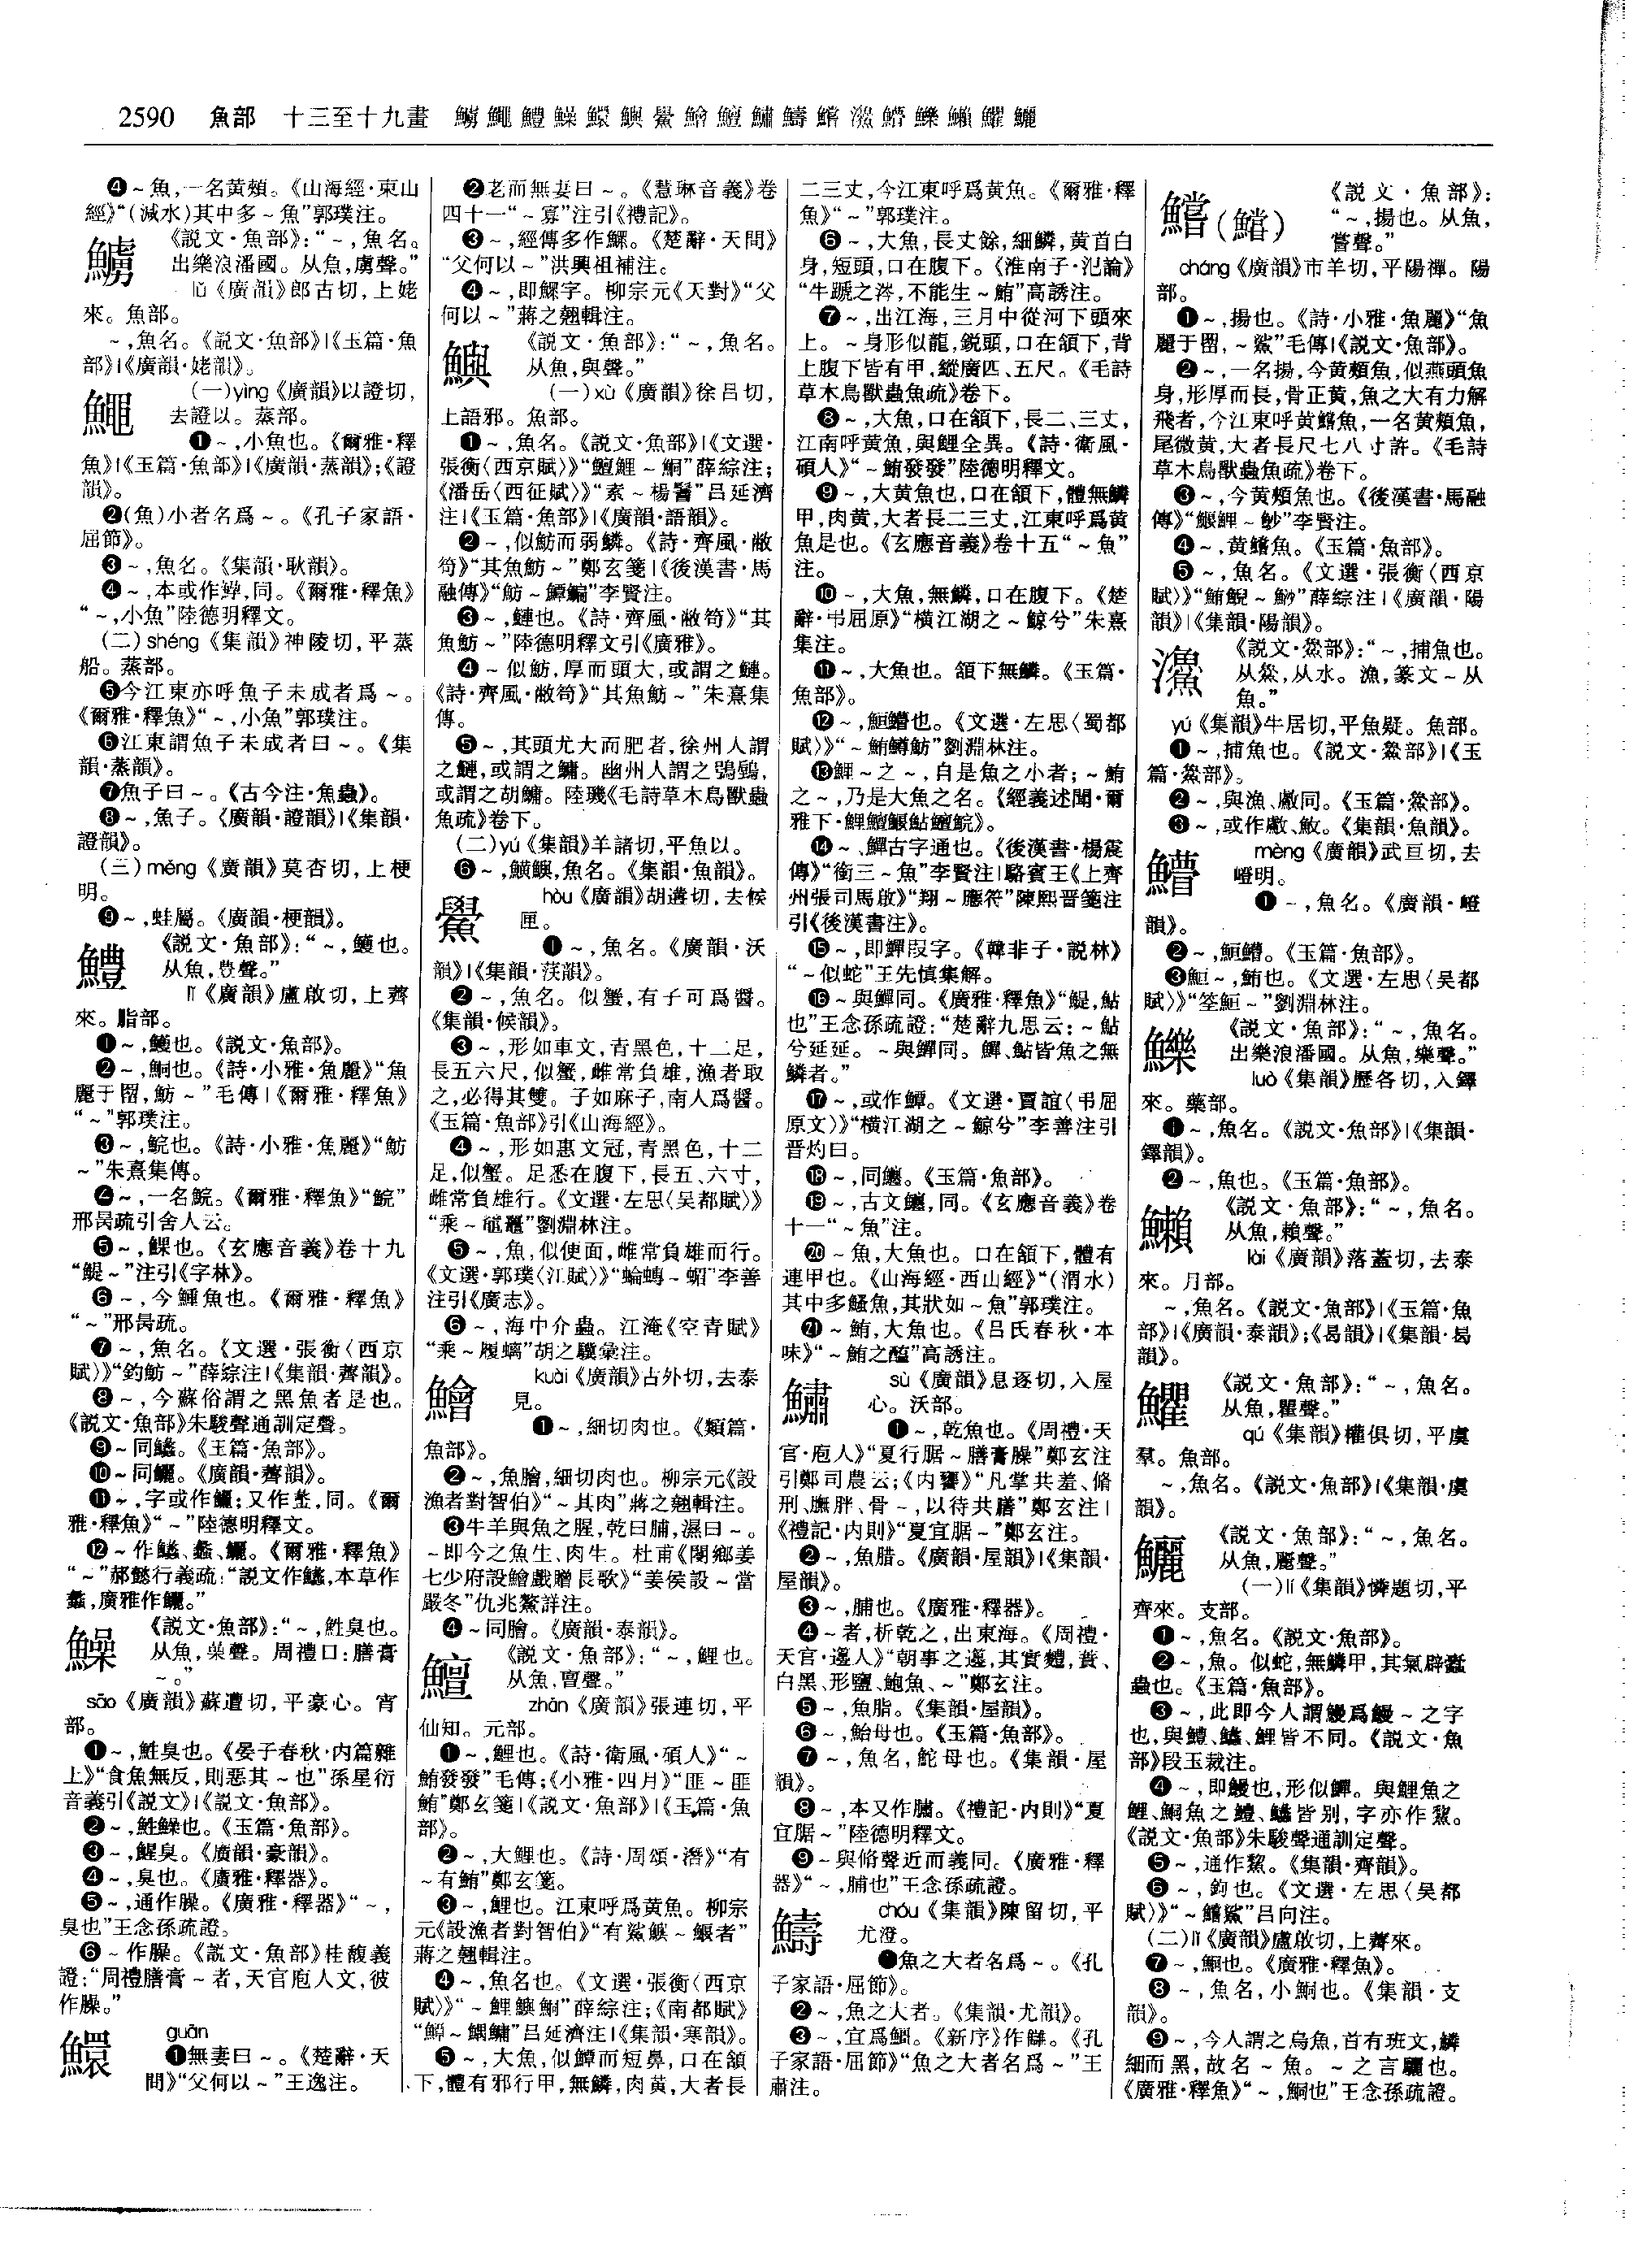 2590 魚部 十三至十九畫 鱸鱦鱧鱢鱞鱮鱟鱠鱣鱐鱪鱨䲣䲛鱳鱲鸜鱺
❹～魚,一名黃頰。《山海經·東山
經》“(減水)其中多～魚”郭璞注。
《説文·魚部》：“～,魚名。
出樂浪潘國。从魚,虜聲。”
lǔ《廣韻》郎古切,上姥
來。魚部。
～,魚名。《説文·魚部》|《玉篇·魚
部》|《廣韻·姥韻》。
鱦
(一)yìng《廣韻》以證切,
去證以。蒸部。
❶～,小魚也。《爾雅·釋
魚》|《玉篇·魚部》|《廣韻·蒸韻》;《證
韻》。
❷(魚)小者名爲～。《孔子家語·
屈節》。
❸～,魚名。《集韻·耿韻》。
❹～,本或作鮩,同。《爾雅·釋魚》
“～,小魚”陸德明釋文。
(二)shéng《集韻》神陵切,平蒸
船。蒸部。
❺今江東亦呼魚子未成者爲～。
《爾雅·釋魚》“～,小魚”郭璞注。
❻江東謂魚子未成者曰～。《集
韻·蒸韻》。
❼魚子曰～。《古今注·魚蟲》。
❽～,魚子。《廣韻·證韻》|《集韻·
證韻》。
(三)měng《廣韻》莫杏切,上梗
明。
❾～,蛙屬。《廣韻·梗韻》。
鱧
《説文·魚部》：“～,鱯也。
从魚,豊聲。”
lǐ《廣韻》盧啟切,上薺
來。脂部。
❶～,鱯也。《説文·魚部》。
❷～,鮦也。《詩·小雅·魚麗》“魚
麗于罶,魴～”毛傳|《爾雅·釋魚》
“～”郭璞注。
❸～,鯇也。《詩·小雅·魚麗》“魴
～”朱熹集傳。
❹～,一名鯇。《爾雅·釋魚》“鯇”
邢昺疏引舍人云。
❺～,鰥也。《玄應音義》卷十九
“鯷～”注引《字林》。
❻～,今鱦魚也。《爾雅·釋魚》
“～”邢昺疏。
❼～,魚名。《文選·張衡〈西京
賦〉》“釣魴～”薛綜注|《集韻·薺韻》。
❽～,今蘇俗謂之黑魚者是也。
《説文·魚部》朱駿聲通訓定聲。
❾～同鱺。《玉篇·魚部》。
❿～同鱺。《廣韻·薺韻》。
⓫～,字或作鱺;又作蠡,同。《爾
雅·釋魚》“～”陸德明釋文。
⓬～作鱺、蠡、鱺。《爾雅·釋魚》
“～”郝懿行義疏：“説文作鱺,本草作
蠡,廣雅作鱺。”
鱢
《説文·魚部》：“～,鮏臭也。
从魚,喿聲。周禮曰:膳膏
～。”
sāo《廣韻》蘇遭切,平豪心。宵
部。
❶～,鮏臭也。《晏子春秋·内篇雜
上》“食魚無反,則惡其～也”孫星衍
音義引《説文》|《説文·魚部》。
❷～,鮏鱢也。《玉篇·魚部》。
❸～,鯹臭。《廣韻·豪韻》。
❹～,臭也。《廣雅·釋器》。
❺～,通作臊。《廣雅·釋器》“～,
臭也”王念孫疏證。
❻～作臊。《説文·魚部》桂馥義
證：“周禮膳膏～者,天官庖人文,彼
作臊。”
鱞
guān
❶無妻曰～。《楚辭·天
問》“父何以～”王逸注。
❷老而無妻曰～。《慧琳音義》卷
四十一“～寡”注引《禮記》。
❸～,經傳多作鰥。《楚辭·天問》
“父何以～”洪興祖補注。
❹～,即鰥字。柳宗元《天對》“父
何以～”蔣之翹輯注。
鱮
《説文·魚部》：“～,魚名。
从魚,與聲。”
(一)xù《廣韻》徐吕切,
上語邪。魚部。
❶～,魚名。《説文·魚部》|《文選·
張衡〈西京賦〉》“鱣鯉～鮦”薛綜注;
《潘岳〈西征賦〉》“素～楊鬐”吕延濟
注|《玉篇·魚部》|《廣韻·語韻》。
❷～,似魴而弱鱗。《詩·齊風·敝
笱》“其魚魴～”鄭玄箋|《後漢書·馬
融傳》“魴～鱏鯿”李賢注。
❸～,鰱也。《詩·齊風·敝笱》“其
魚魴～”陸德明釋文引《廣雅》。
❹～似魴,厚而頭大,或謂之鰱。
《詩·齊風·敝笱》“其魚魴～”朱熹集
傳。
❺～,其頭尤大而肥者,徐州人謂
之鰱,或謂之鱅。幽州人謂之鴞鴞,
或謂之胡鱅。陸璣《毛詩草木鳥獸蟲
魚疏》卷下。
(二)yú《集韻》羊諸切,平魚以。
❻～,鱑鱮,魚名。《集韻·魚韻》。
鱟
hòu《廣韻》胡遘切,去候
匣。
❶～,魚名。《廣韻·沃
韻》|《集韻·茯韻》。
❷～,魚名。似蟹,有子可爲醬。
《集韻·候韻》。
❸～,形如車文,青黑色,十二足,
長五六尺,似蟹,雌常負雄,漁者取
之,必得其雙。子如麻子,南人爲醬。
《玉篇·魚部》引《山海經》。
❹～,形如惠文冠,青黑色,十二
足,似蟹。足悉在腹下,長五、六寸,
雌常負雄行。《文選·左思〈吴都賦〉》
“乘～黿鼉”劉淵林注。
❺～,魚,似使面,雌常負雄而行。
《文選·郭璞〈江賦〉》“蜦蟳～蝐”李善
注引《廣志》。
❻～,海中介蟲。江淹《空青賦》
“乘～履螭”胡之驥彙注。
鱠
kuài《廣韻》古外切,去泰
見。
❶～,細切肉也。《類篇·
魚部》。
❷～,魚膾,細切肉也。柳宗元《設
漁者對智伯》“～其肉”蔣之翹輯注。
❸牛羊與魚之腥,乾曰脯,濕曰～。
～即今之魚生、肉生。杜甫《閿鄉姜
七少府設鱠戲贈長歌》“姜侯設～當
嚴冬”仇兆鰲詳注。
❹～同膾。《廣韻·泰韻》。
鱣
《説文·魚部》：“～,鯉也。
从魚,亶聲。”
zhān《廣韻》張連切,平
仙知。元部。
❶～,鯉也。《詩·衛風·碩人》“～
鮪發發”毛傳;《小雅·四月》“匪～匪
鮪”鄭玄箋|《説文·魚部》|《玉篇·魚
部》。
❷～,大鯉也。《詩·周頌·潛》“有
～有鮪”鄭玄箋。
❸～,鯉也。江東呼爲黃魚。柳宗
元《設漁者對智伯》“有鯊鱖～鰋者”
蔣之翹輯注。
❹～,魚名也。《文選·張衡〈西京
賦〉》“～鯉鱮鮦”薛綜注;《南都賦》
“鱏～鰅鱅”吕延濟注|《集韻·寒韻》。
❺～,大魚,似鱏而短鼻,口在頷
下,體有邪行甲,無鱗,肉黃,大者長
二三丈,今江東呼爲黃魚。《爾雅·釋
魚》“～”郭璞注。
❻～,大魚,長丈餘,細鱗,黃首白
身,短頭,口在腹下。《淮南子·氾論》
“牛蹏之涔,不能生～鮪”高誘注。
❼～,出江海,三月中從河下頭來
上。～身形似龍,鋭頭,口在頷下,背
上腹下皆有甲,縱廣四、五尺。《毛詩
草木鳥獸蟲魚疏》卷下。
❽～,大魚,口在頷下,長二、三丈,
江南呼黃魚,與鯉全異。《詩·衛風·
碩人》“～鮪發發”陸德明釋文。
❾～,大黃魚也,口在頷下,體無鱗
甲,肉黃,大者長二三丈,江東呼爲黃
魚是也。《玄應音義》卷十五“～魚”
注。
❿～,大魚,無鱗,口在腹下。《楚
辭·弔屈原》“橫江湖之～鯨兮”朱熹
集注。
⓫～,大魚也。頷下無鱗。《玉篇·
魚部》。
⓬～,䱭䲛也。《文選·左思〈蜀都
賦〉》“～鮪鱒魴”劉淵林注。
⓭鯉～之～,自是魚之小者;～鮪
之～,乃是大魚之名。《經義述聞·爾
雅下·鯉鱣鰋鮎鱧鯇》。
⓮～、鱓古字通也。《後漢書·楊震
傳》“銜三～魚”李賢注|駱賓王《上齊
州張司馬啟》“翔～應符”陳熙晉箋注
引《後漢書注》。
⓯～,即鱓叚字。《韓非子·説林》
“～似蛇”王先慎集解。
⓰～與鱓同。《廣雅·釋魚》“鯷,鮎
也”王念孫疏證：“楚辭九思云:～鮎
兮延延。～與鱓同。鱓、鮎皆魚之無
鱗者。”
⓱～,或作鱏。《文選·賈誼〈弔屈
原文〉》“横江湖之～鯨兮”李善注引
晉灼曰。
⓲～,同䱳。《玉篇·魚部》。
⓳～,古文䱳,同。《玄應音義》卷
十一“～魚”注。
⓴～魚,大魚也。口在頷下,體有
連甲也。《山海經·西山經》“(渭水)
其中多鰠魚,其狀如～魚”郭璞注。
㉑～鮪,大魚也。《吕氏春秋·本
味》“～鮪之醢”高誘注。
鱐
sù《廣韻》息逐切,入屋
心。沃部。
❶～,乾魚也。《周禮·天
官·庖人》“夏行腒～膳膏臊”鄭玄注
引鄭司農云;《内饔》“凡掌共羞、脩、
刑、膴胖、骨～,以待共膳”鄭玄注|
《禮記·内則》“夏宜腒～”鄭玄注。
❷～,魚腊。《廣韻·屋韻》|《集韻·
屋韻》。
❸～,脯也。《廣雅·釋器》。
❹～者,析乾之,出東海。《周禮·
天官·籩人》“朝事之籩,其實麷,蕡、
白黑、形鹽、鮑魚、～”鄭玄注。
❺～,魚脂。《集韻·屋韻》。
❻～,鮐母也。《玉篇·魚部》。
❼～,魚名,鮀母也。《集韻·屋
韻》。
❽～,本又作膟。《禮記·内則》“夏
宜腒～”陸德明釋文。
❾～與脩聲近而義同。《廣雅·釋
器》“～,脯也”王念孫疏證。
chóu《集韻》陳留切,平
尤澄。
●魚之大者名爲～。《孔
子家語·屈節》。
❷～,魚之大者。《集韻·尤韻》。
❸～,宜爲鱦。《新序》作䱷。《孔
子家語·屈節》“魚之大者名爲～”王
肅注。
鱨(鱨)
《説文·魚部》：
“～,揚也。从魚,
嘗聲。”
cháng《廣韻》市羊切,平陽禪。陽
部。
❶～,揚也。《詩·小雅·魚麗》“魚
麗于罶,～鯊”毛傳|《説文·魚部》。
❷～,一名揚,今黃頰魚,似燕頭魚
身,形厚而長,骨正黃,魚之大有力解
飛者,今江東呼黃鱨魚,一名黃頰魚,
尾微黃,大者長尺七八寸許。《毛詩
草木鳥獸蟲魚疏》卷下。
❸～,今黃頰魚也。《後漢書·馬融
傳》“鰋鯉～魦”李賢注。
❹～,黃鱨魚。《玉篇·魚部》。
❺～,魚名。《文選·張衡〈西京
賦〉》“鮪鯢～魦”薛綜注|《廣韻·陽
韻》|《集韻·陽韻》。
《説文·䲆部》：“～,捕魚也。
从䲆,从水。漁,篆文～从
魚。”
yú《集韻》牛居切,平魚疑。魚部。
❶～,捕魚也。《説文·䲆部》|《玉
篇·䲆部》。
❷～,與漁、䱷同。《玉篇·䲆部》。
❸～,或作䱷、䱷。《集韻·魚韻》。
mèng《廣韻》武亘切,去
嶝明。
❶～,魚名。《廣韻·嶝
韻》。
❷～,䱭䲛。《玉篇·魚部》。
❸䱭～,鮪也。《文選·左思〈吴都
賦〉》“筌䱭～”劉淵林注。
鱳
《説文·魚部》：“～,魚名。
出樂浪潘國。从魚,樂聲。”
luò《集韻》歷各切,入鐸
來。藥部。
❶～,魚名。《説文·魚部》|《集韻·
鐸韻》。
❷～,魚也。《玉篇·魚部》。
《説文·魚部》：“～,魚名。
从魚,賴聲。”
lài《廣韻》落蓋切,去泰
來。月部。
～,魚名。《説文·魚部》|《玉篇·魚
部》|《廣韻·泰韻》;《曷韻》|《集韻·曷
韻》。
《説文·魚部》：“～,魚名。
从魚,瞿聲。”
qú《集韻》權俱切,平虞
羣。魚部。
～,魚名。《説文·魚部》|《集韻·虞
韻》。
鱺
《説文·魚部》：“～,魚名。
从魚,麗聲。”
(一)lí《集韻》憐題切,平
齊來。支部。
❶～,魚名。《説文·魚部》。
❷～,魚。似蛇,無鱗甲,其氣辟蠹
蟲也。《玉篇·魚部》。
❸～,此即今人謂鰻爲鰻～之字
也,與鱧、鱺、鯉皆不同。《説文·魚
部》段玉裁注。
❹～,即鰻也,形似鱓。與鯉魚之
鯉、鮦魚之鱧、鱺皆别,字亦作鯬。
《説文·魚部》朱駿聲通訓定聲。
❺～,通作鯬。《集韻·齊韻》。
❻～,鈎也。《文選·左思〈吴都
賦〉》“～鱨鯊”吕向注。
(二)lǐ《廣韻》盧啟切,上薺來。
❼～,鮦也。《廣雅·釋魚》。
❽～,魚名,小鮦也。《集韻·支
韻》。
❾～,今人謂之烏魚,首有班文,鱗
細而黑,故名～魚。～之言驪也。
《廣雅·釋魚》“～,鮦也”王念孫疏證。